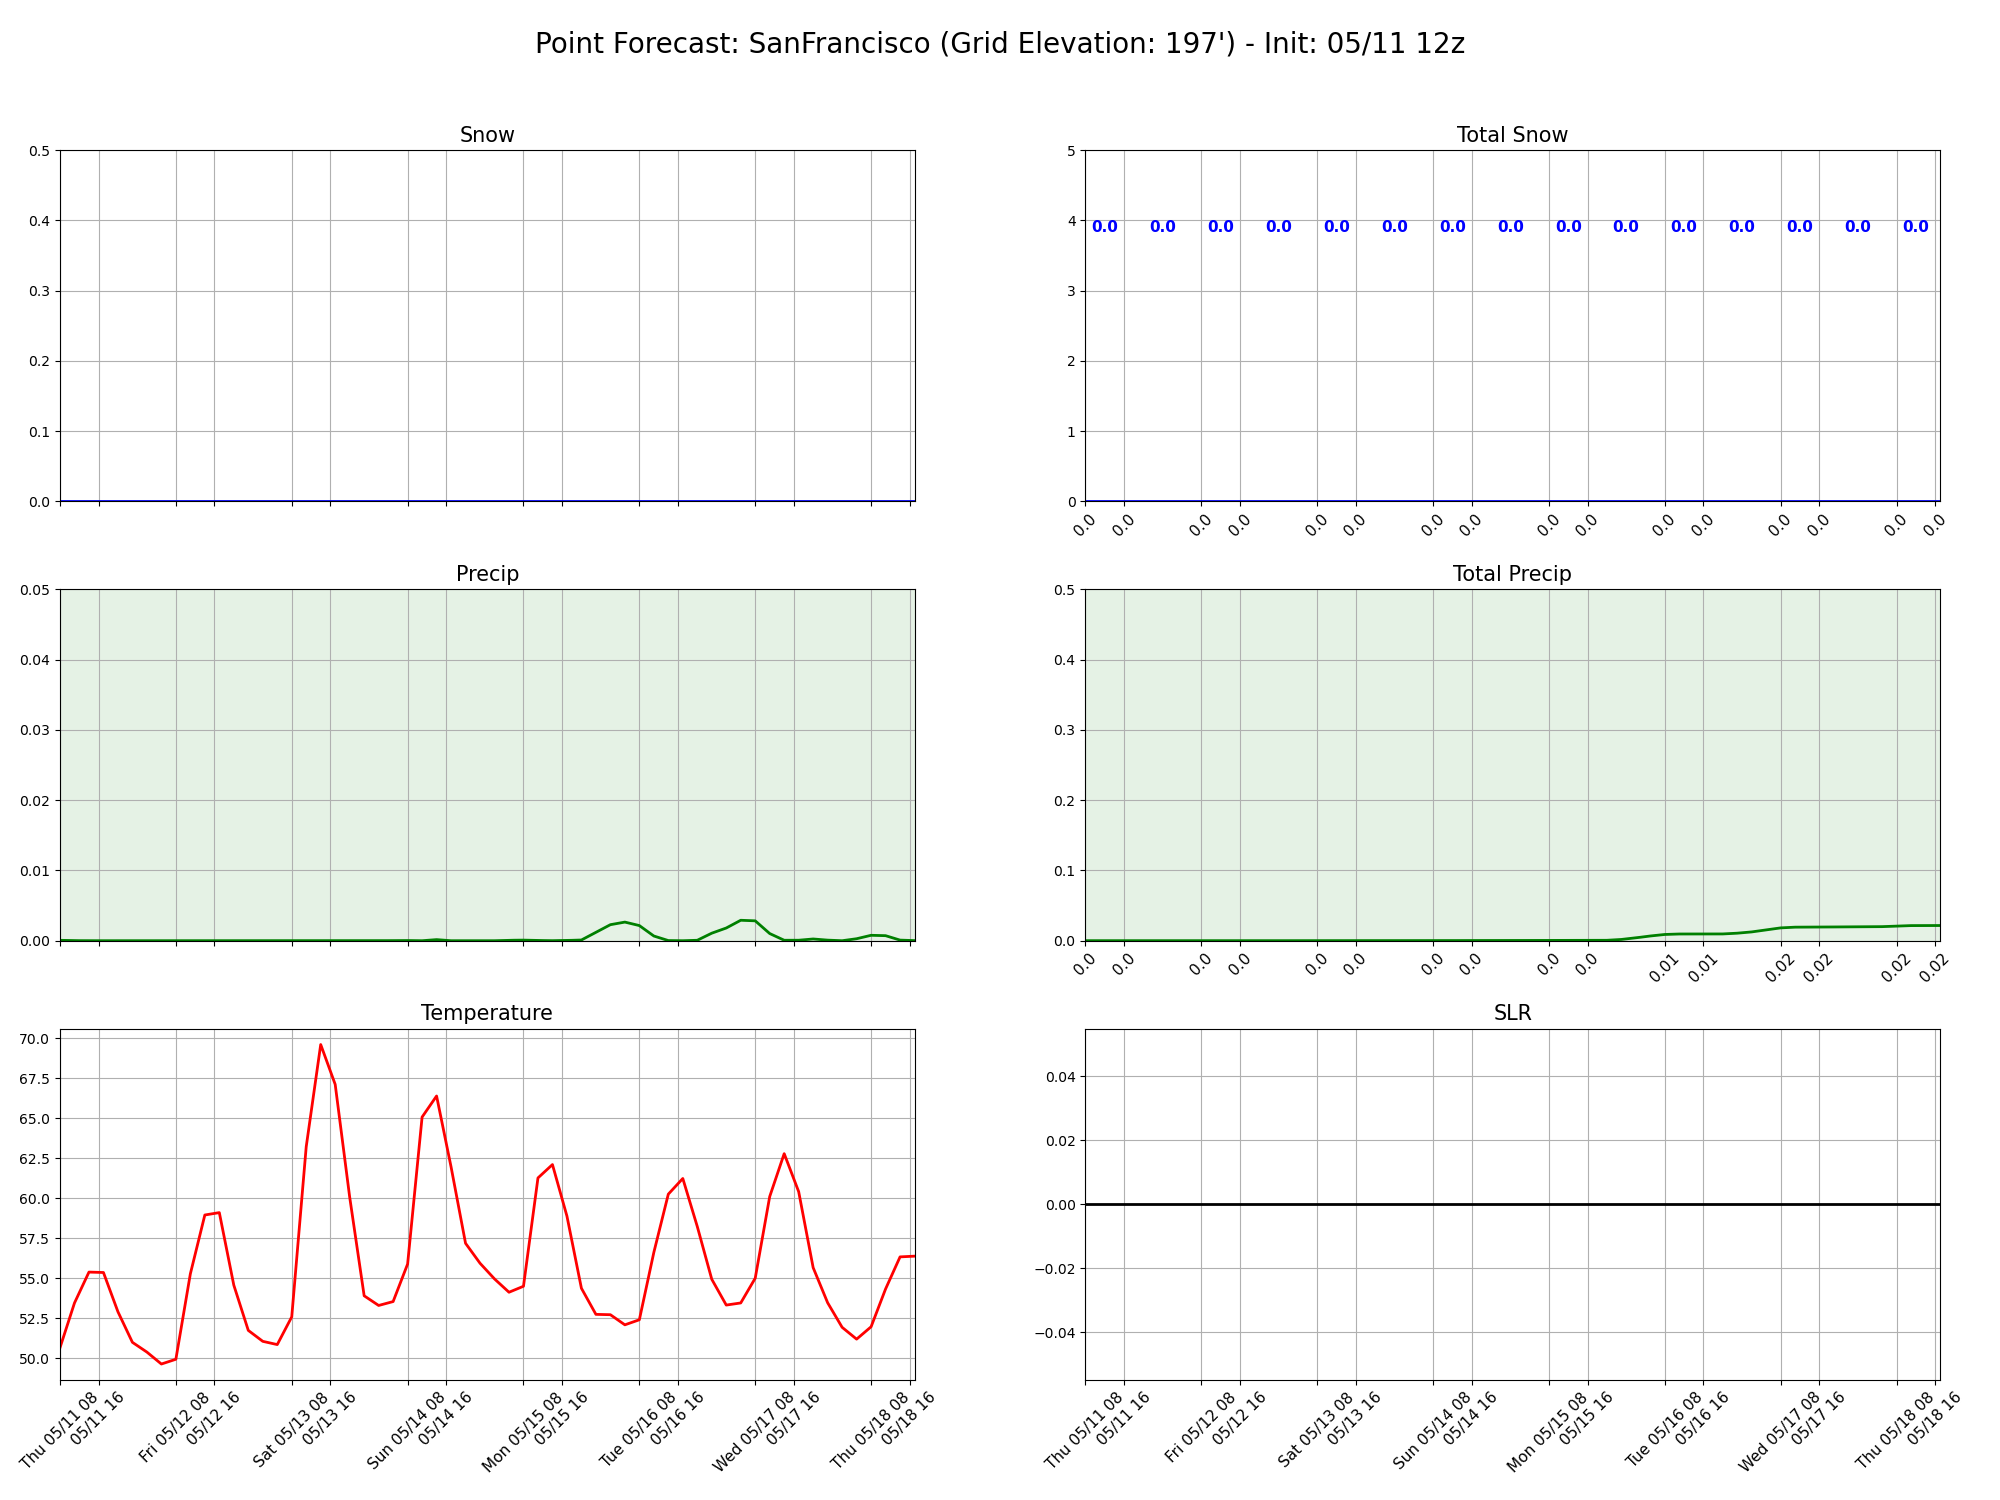 Point Forecast: SanFrancisco (Grid Elevation: 197') - Init: 05/11 12z
Snow
0.5
0.4
0.3
0.2
0.1
0.0
Total Snow
5
4
3
2
1
0
0.0 0.0 0.0 0.0 0.0 0.0 0.0 0.0 0.0 0.0 0.0 0.0 0.0 0.0 0.0
0.0 0.0 0.0 0.0 0.0 0.0 0.0 0.0 0.0 0.0 0.0 0.0 0.0 0.0 0.0 0.0
Precip
0.05
0.04
0.03
0.02
0.01
0.00
Total Precip
0.5
0.4
0.3
0.2
0.1
0.0
0.0 0.0 0.0 0.0 0.0 0.0 0.0 0.0 0.0 0.0 0.01 0.01 0.02 0.02 0.02 0.02
Temperature
70.0
67.5
65.0
62.5
60.0
57.5
55.0
52.5
50.0
Thu 05/11 08
05/11 16
Fri 05/12 08
05/12 16
Sat 05/13 08
05/13 16
Sun 05/14 08
05/14 16
Mon 05/15 08
05/15 16
Tue 05/16 08
05/16 16
Wed 05/17 08
05/17 16
Thu 05/18 08
05/18 16
SLR
0.04
0.02
0.00
−0.02
−0.04
Thu 05/11 08
05/11 16
Fri 05/12 08
05/12 16
Sat 05/13 08
05/13 16
Sun 05/14 08
05/14 16
Mon 05/15 08
05/15 16
Tue 05/16 08
05/16 16
Wed 05/17 08
05/17 16
Thu 05/18 08
05/18 16